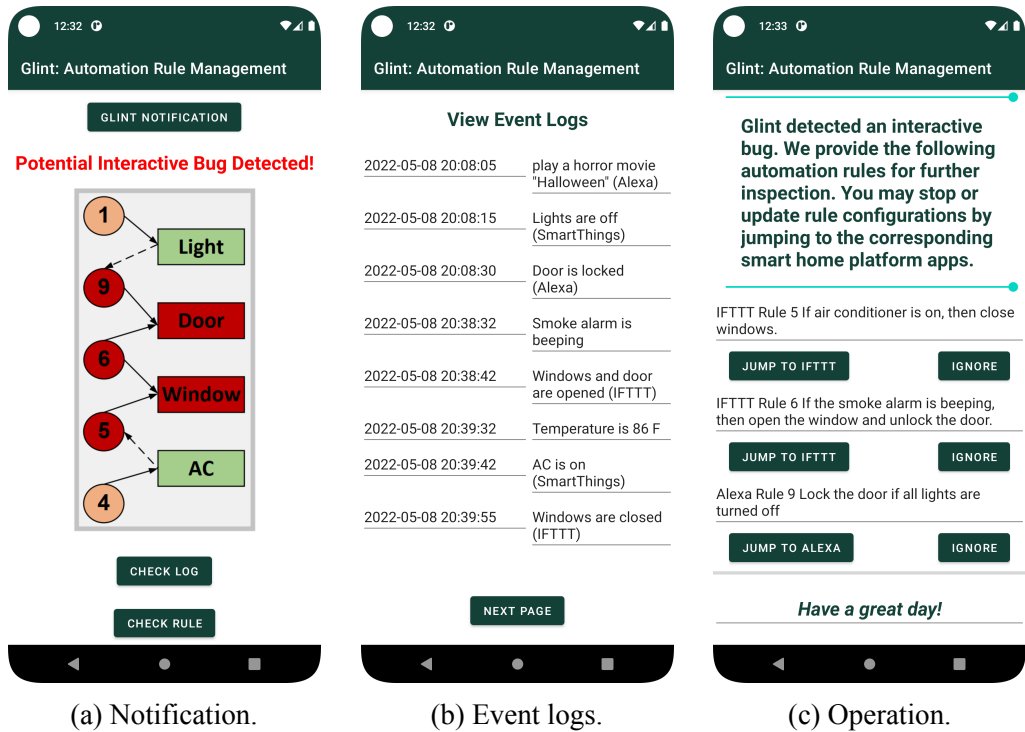 12:32
Glint: Automation Rule Management
GLINT NOTIFICATION
Potential Interactive Bug Detected!
1
Light
9
Door
6
Window
5
AC
4
CHECK LOG
CHECK RULE
(a) Notification.
12:32
Glint: Automation Rule Management
View Event Logs
2022-05-08 20:08:05
play a horror movie
"Halloween" (Alexa)
2022-05-08 20:08:15
Lights are off
(SmartThings)
2022-05-08 20:08:30
Door is locked
(Alexa)
2022-05-08 20:38:32
Smoke alarm is
beeping
2022-05-08 20:38:42
Windows and door
are opened (IFTTT)
2022-05-08 20:39:32
Temperature is 86 F
2022-05-08 20:39:42
AC is on
(SmartThings)
2022-05-08 20:39:55
Windows are closed
(IFTTT)
NEXT PAGE
(b) Event logs.
12:33
Glint: Automation Rule Management
Glint detected an interactive
bug. We provide the following
automation rules for further
inspection. You may stop or
update rule configurations by
jumping to the corresponding
smart home platform apps.
IFTTT Rule 5 If air conditioner is on, then close
windows.
JUMP TO IFTTT
IGNORE
IFTTT Rule 6 If the smoke alarm is beeping,
then open the window and unlock the door.
JUMP TO IFTTT
IGNORE
Alexa Rule 9 Lock the door if all lights are
turned off
JUMP TO ALEXA
IGNORE
Have a great day!
(c) Operation.